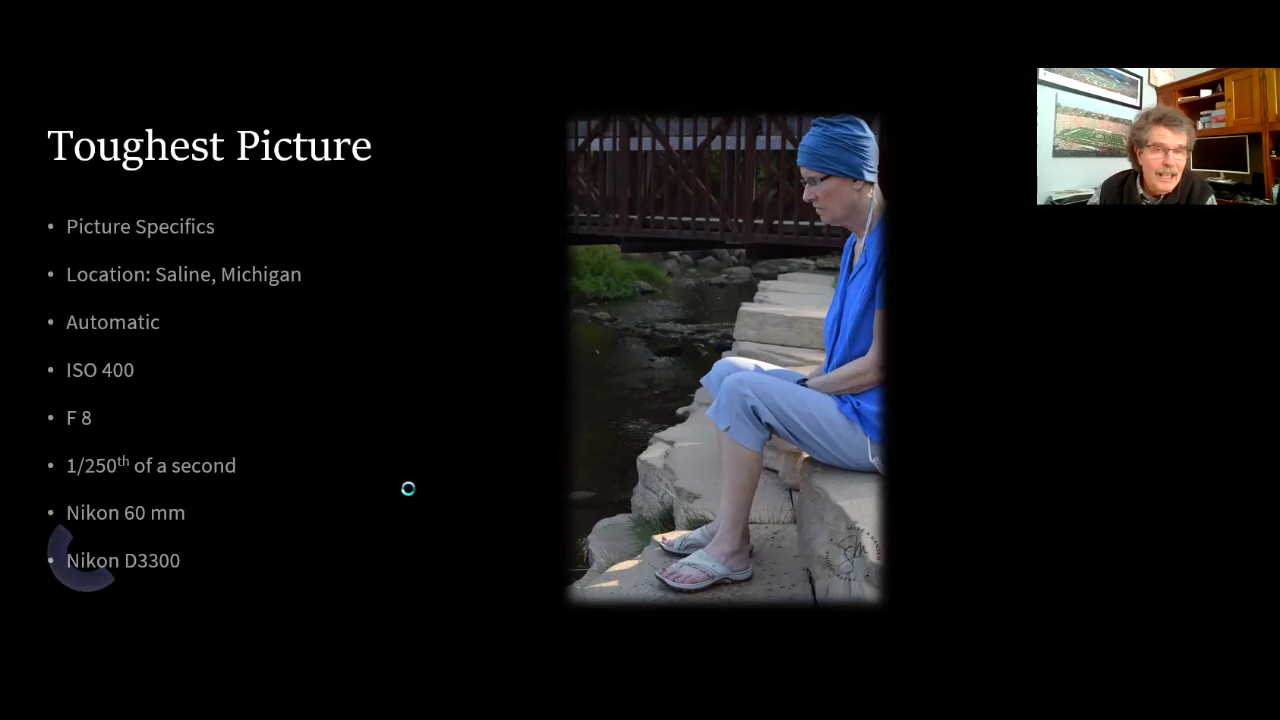 Toughest Picture
• Picture Specifics
• Location: Saline, Michigan
• Automatic
• ISO 400
• F 8
• 1/250th of a second
• Nikon 60 mm
• Nikon D3300